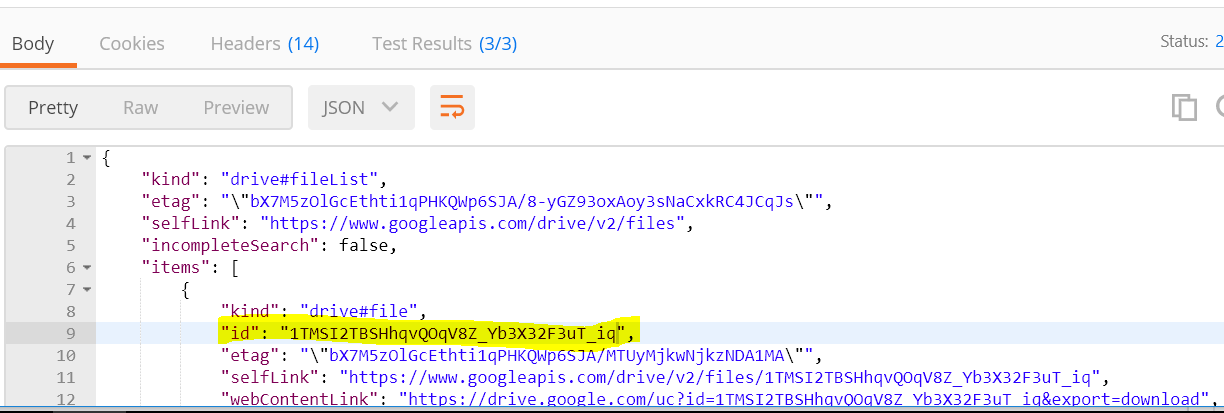 Body Cookies Headers (14) Test Results (3/3) Status: 2
Pretty Raw Preview JSON
1 {
2 "kind": "drive#fileList",
3 "etag": "\"bX7M5zOlGcEthti1qPHKQWp6SJA/8-yGZ93oxAoy3sNaCxkRC4JCqJs\"",
4 "selfLink": "https://www.googleapis.com/drive/v2/files",
5 "incompleteSearch": false,
6 "items": [
7 {
8 "kind": "drive#file",
9 "id": "1TMSI2TBSHhqvQOqV8Z_Yb3X32F3uT_iq",
10 "etag": "\"bX7M5zOlGcEthti1qPHKQWp6SJA/MTUyMjkwNjkzNDA1MA\"",
11 "selfLink": "https://www.googleapis.com/drive/v2/files/1TMSI2TBSHhqvQOqV8Z_Yb3X32F3uT_iq",
12 "webContentLink": "https://drive.google.com/uc?id=1TMSI2TBSHhqvQOqV8Z_Yb3X32F3uT_iq&export=download",